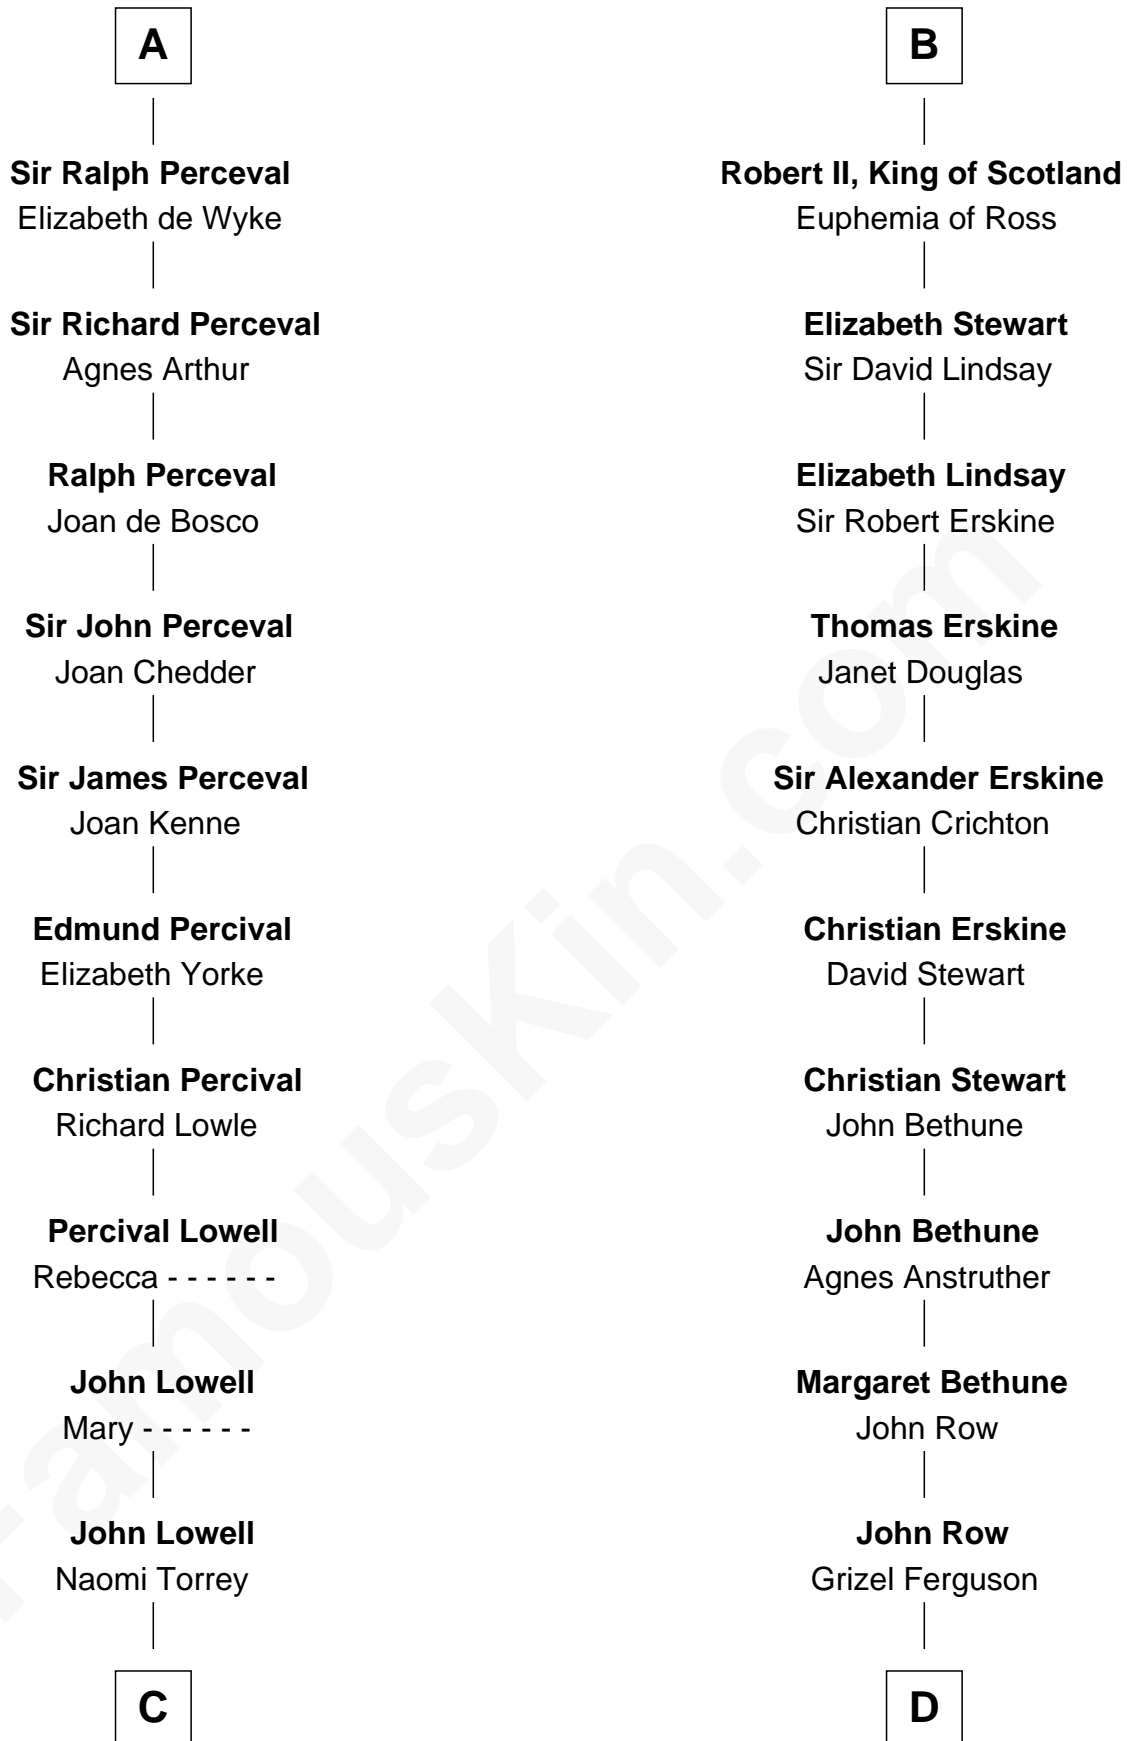 A
Sir Ralph Perceval
Elizabeth de Wyke
Sir Richard Perceval
Agnes Arthur
Ralph Perceval
Joan de Bosco
Sir John Perceval
Joan Chedder
Sir James Perceval
Joan Kenne
Edmund Percival
Elizabeth Yorke
Christian Percival
Richard Lowle
Percival Lowell
Rebecca - - - - - -
John Lowell
Mary - - - - - -
John Lowell
Naomi Torrey
C
B
Robert II, King of Scotland
Euphemia of Ross
Elizabeth Stewart
Sir David Lindsay
Elizabeth Lindsay
Sir Robert Erskine
Thomas Erskine
Janet Douglas
Sir Alexander Erskine
Christian Crichton
Christian Erskine
David Stewart
Christian Stewart
John Bethune
John Bethune
Agnes Anstruther
Margaret Bethune
John Row
John Row
Grizel Ferguson
D
FamousKin.com